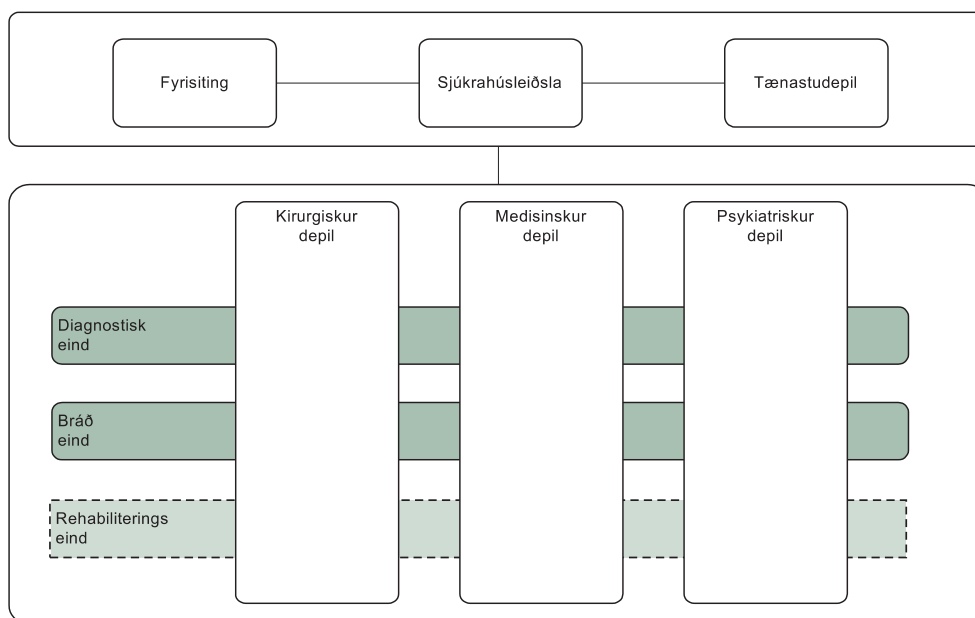 Fyrisiting
Sjúkrahúsleiðsla
Tænastudepil
Kirurgiskur
depil
Medisinskur
depil
Psykiatriskur
depil
Diagnostisk
eind
Bráð
eind
Rehabiliterings
eind